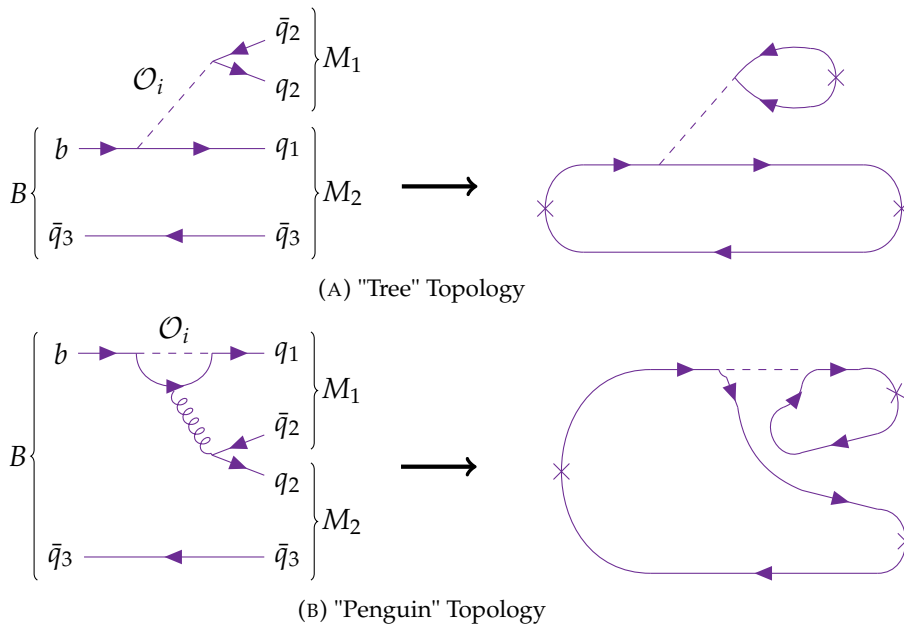 q̄₂
𝒪ᵢ
M₁
q₂
B
b
q₁
M₂
q̄₃
q̄₃
(A) "Tree" Topology
𝒪ᵢ
b
q₁
M₁
q̄₂
B
q₂
M₂
q̄₃
q̄₃
(B) "Penguin" Topology